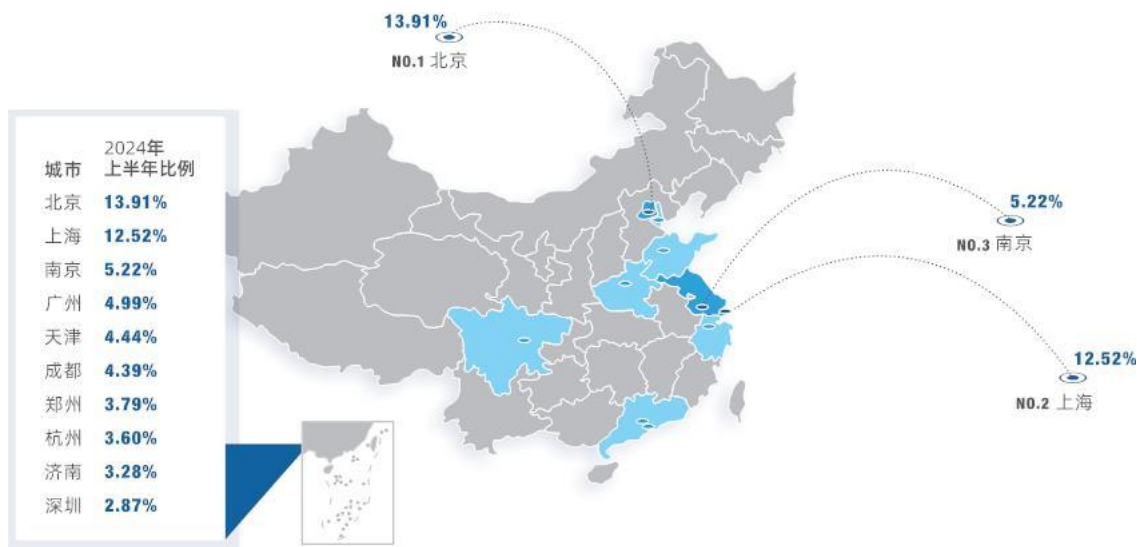 13.91%
NO.1 北京
2024年
城市 上半年比例
北京 13.91%
上海 12.52%
南京 5.22%
广州 4.99%
天津 4.44%
成都 4.39%
郑州 3.79%
杭州 3.60%
济南 3.28%
深圳 2.87%
5.22%
NO.3 南京
12.52%
NO.2 上海